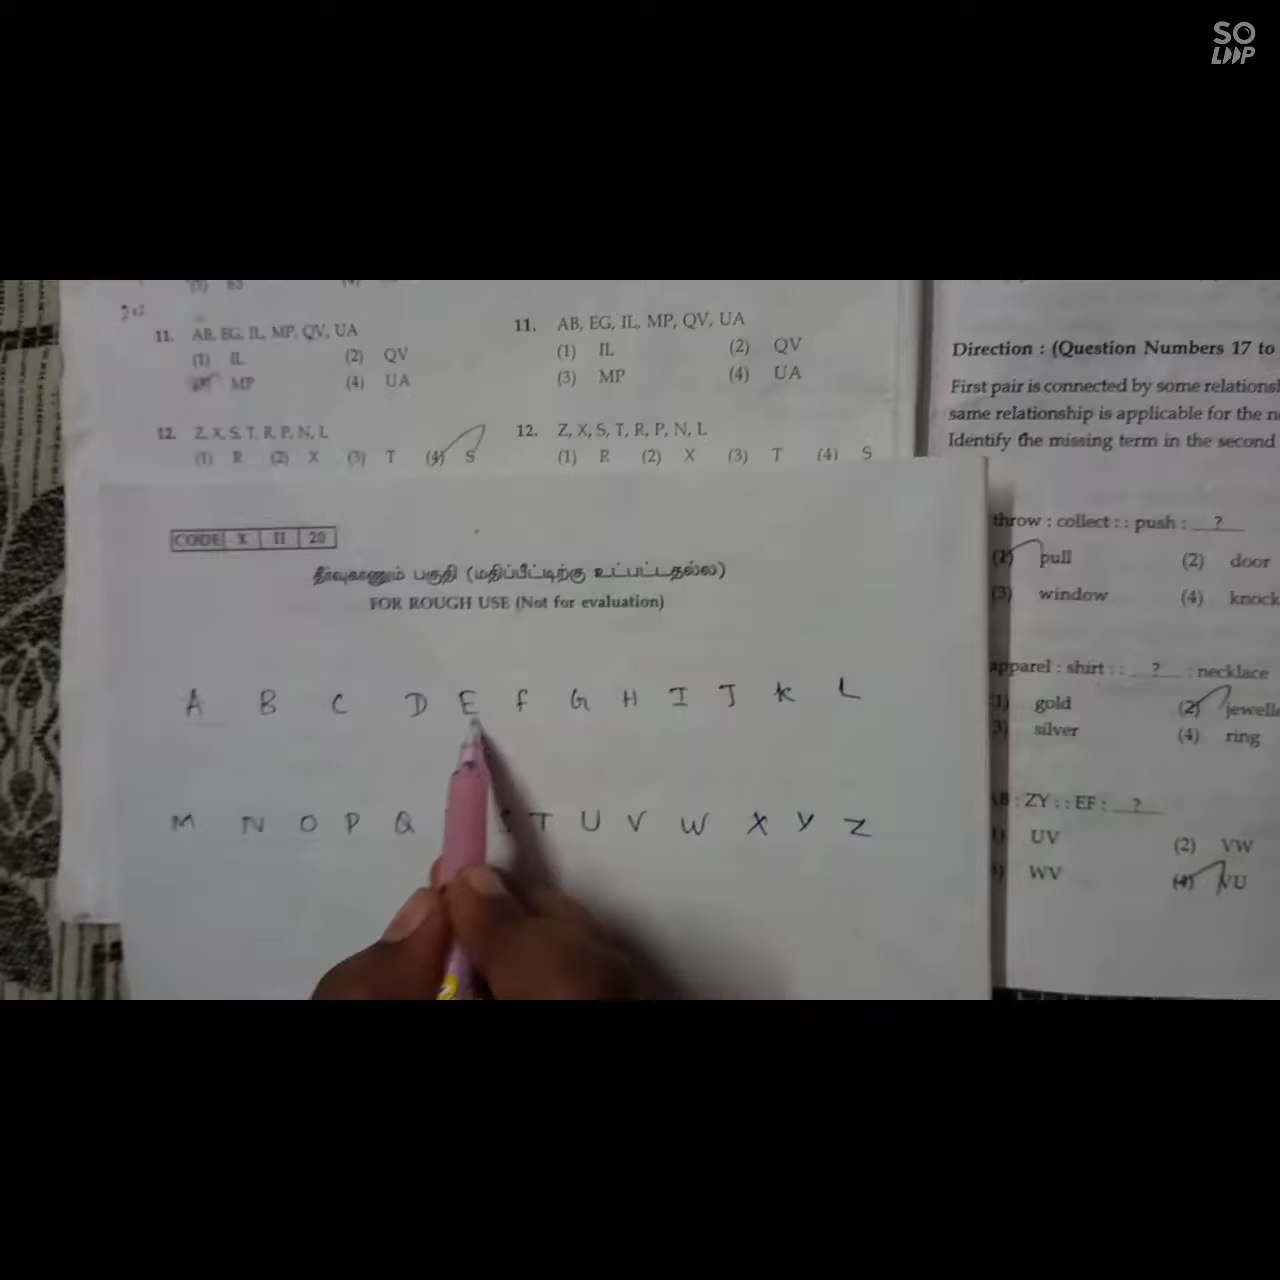 SO
LOOP
11. AB, EG, IL, MP, QV, UA
(1) IL (2) QV
MP (4) UA
12. Z, X, S, T, R, P, N, L
(1) R (2) X (3) T (4) S
11. AB, EG, IL, MP, QV, UA
(1) IL (2) QV
(3) MP (4) UA
12. Z, X, S, T, R, P, N, L
(1) R (2) X (3) T (4) S
CODE X II 20
தீர்வுகாணும் பகுதி (மதிப்பீட்டிற்கு உட்பட்டதல்ல)
FOR ROUGH USE (Not for evaluation)
A B C D E F G H I J K L
M N O P Q S T U V W X Y Z
Direction : (Question Numbers 17 to
First pair is connected by some relations
same relationship is applicable for the
Identify the missing term in the second
throw : collect : : push : ?
(1) pull (2) door
(3) window (4) knock
apparel : shirt : : ? : necklace
1) gold (2) jewelle
3) silver (4) ring
: ZY : : EF : ?
UV (2) VW
WV (4) VU